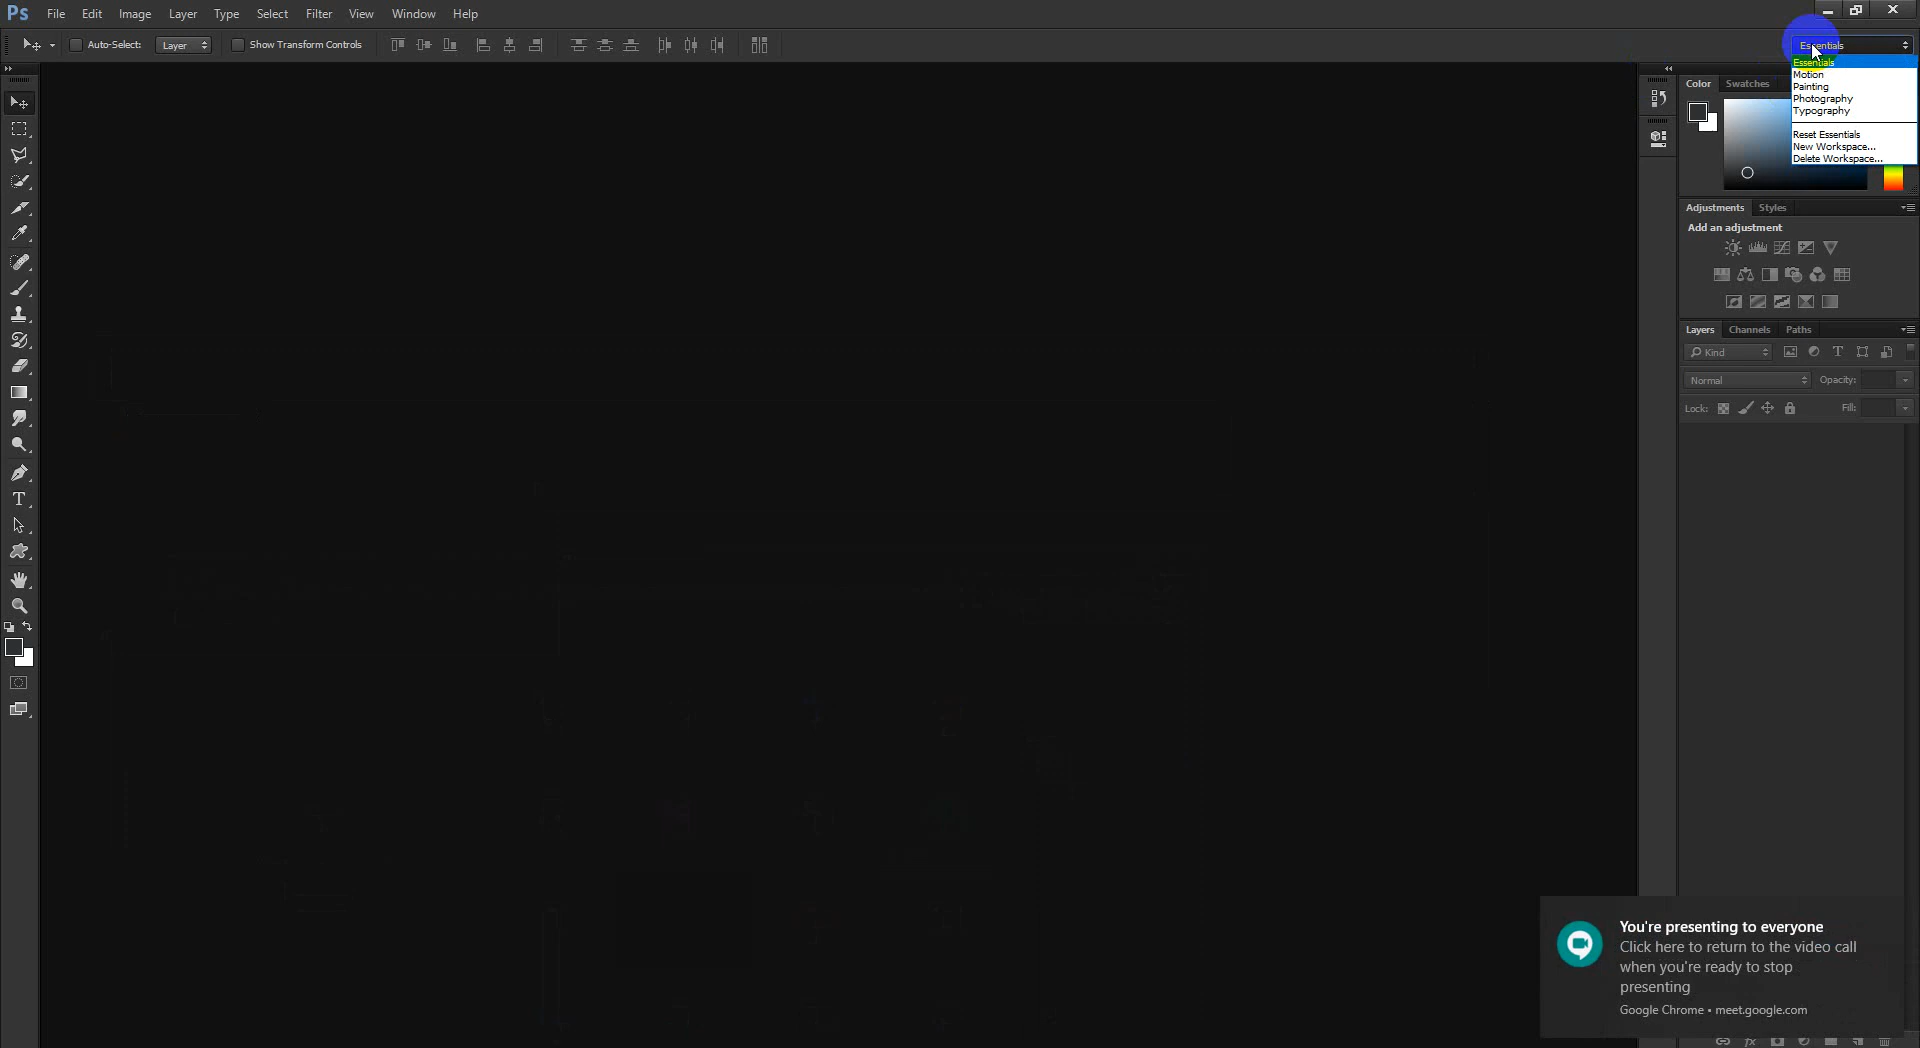 Ps File Edit Image Layer Type Select Filter View Window Help
Auto-Select: Layer Show Transform Controls
Essentials
Essentials
Motion
Painting
Photography
Typography
Reset Essentials
New Workspace...
Delete Workspace...
Color Swatches
Adjustments Styles
Add an adjustment
Layers Channels Paths
Kind
Normal Opacity:
Lock: Fill:
You're presenting to everyone
Click here to return to the video call
when you're ready to stop
presenting
Google Chrome • meet.google.com